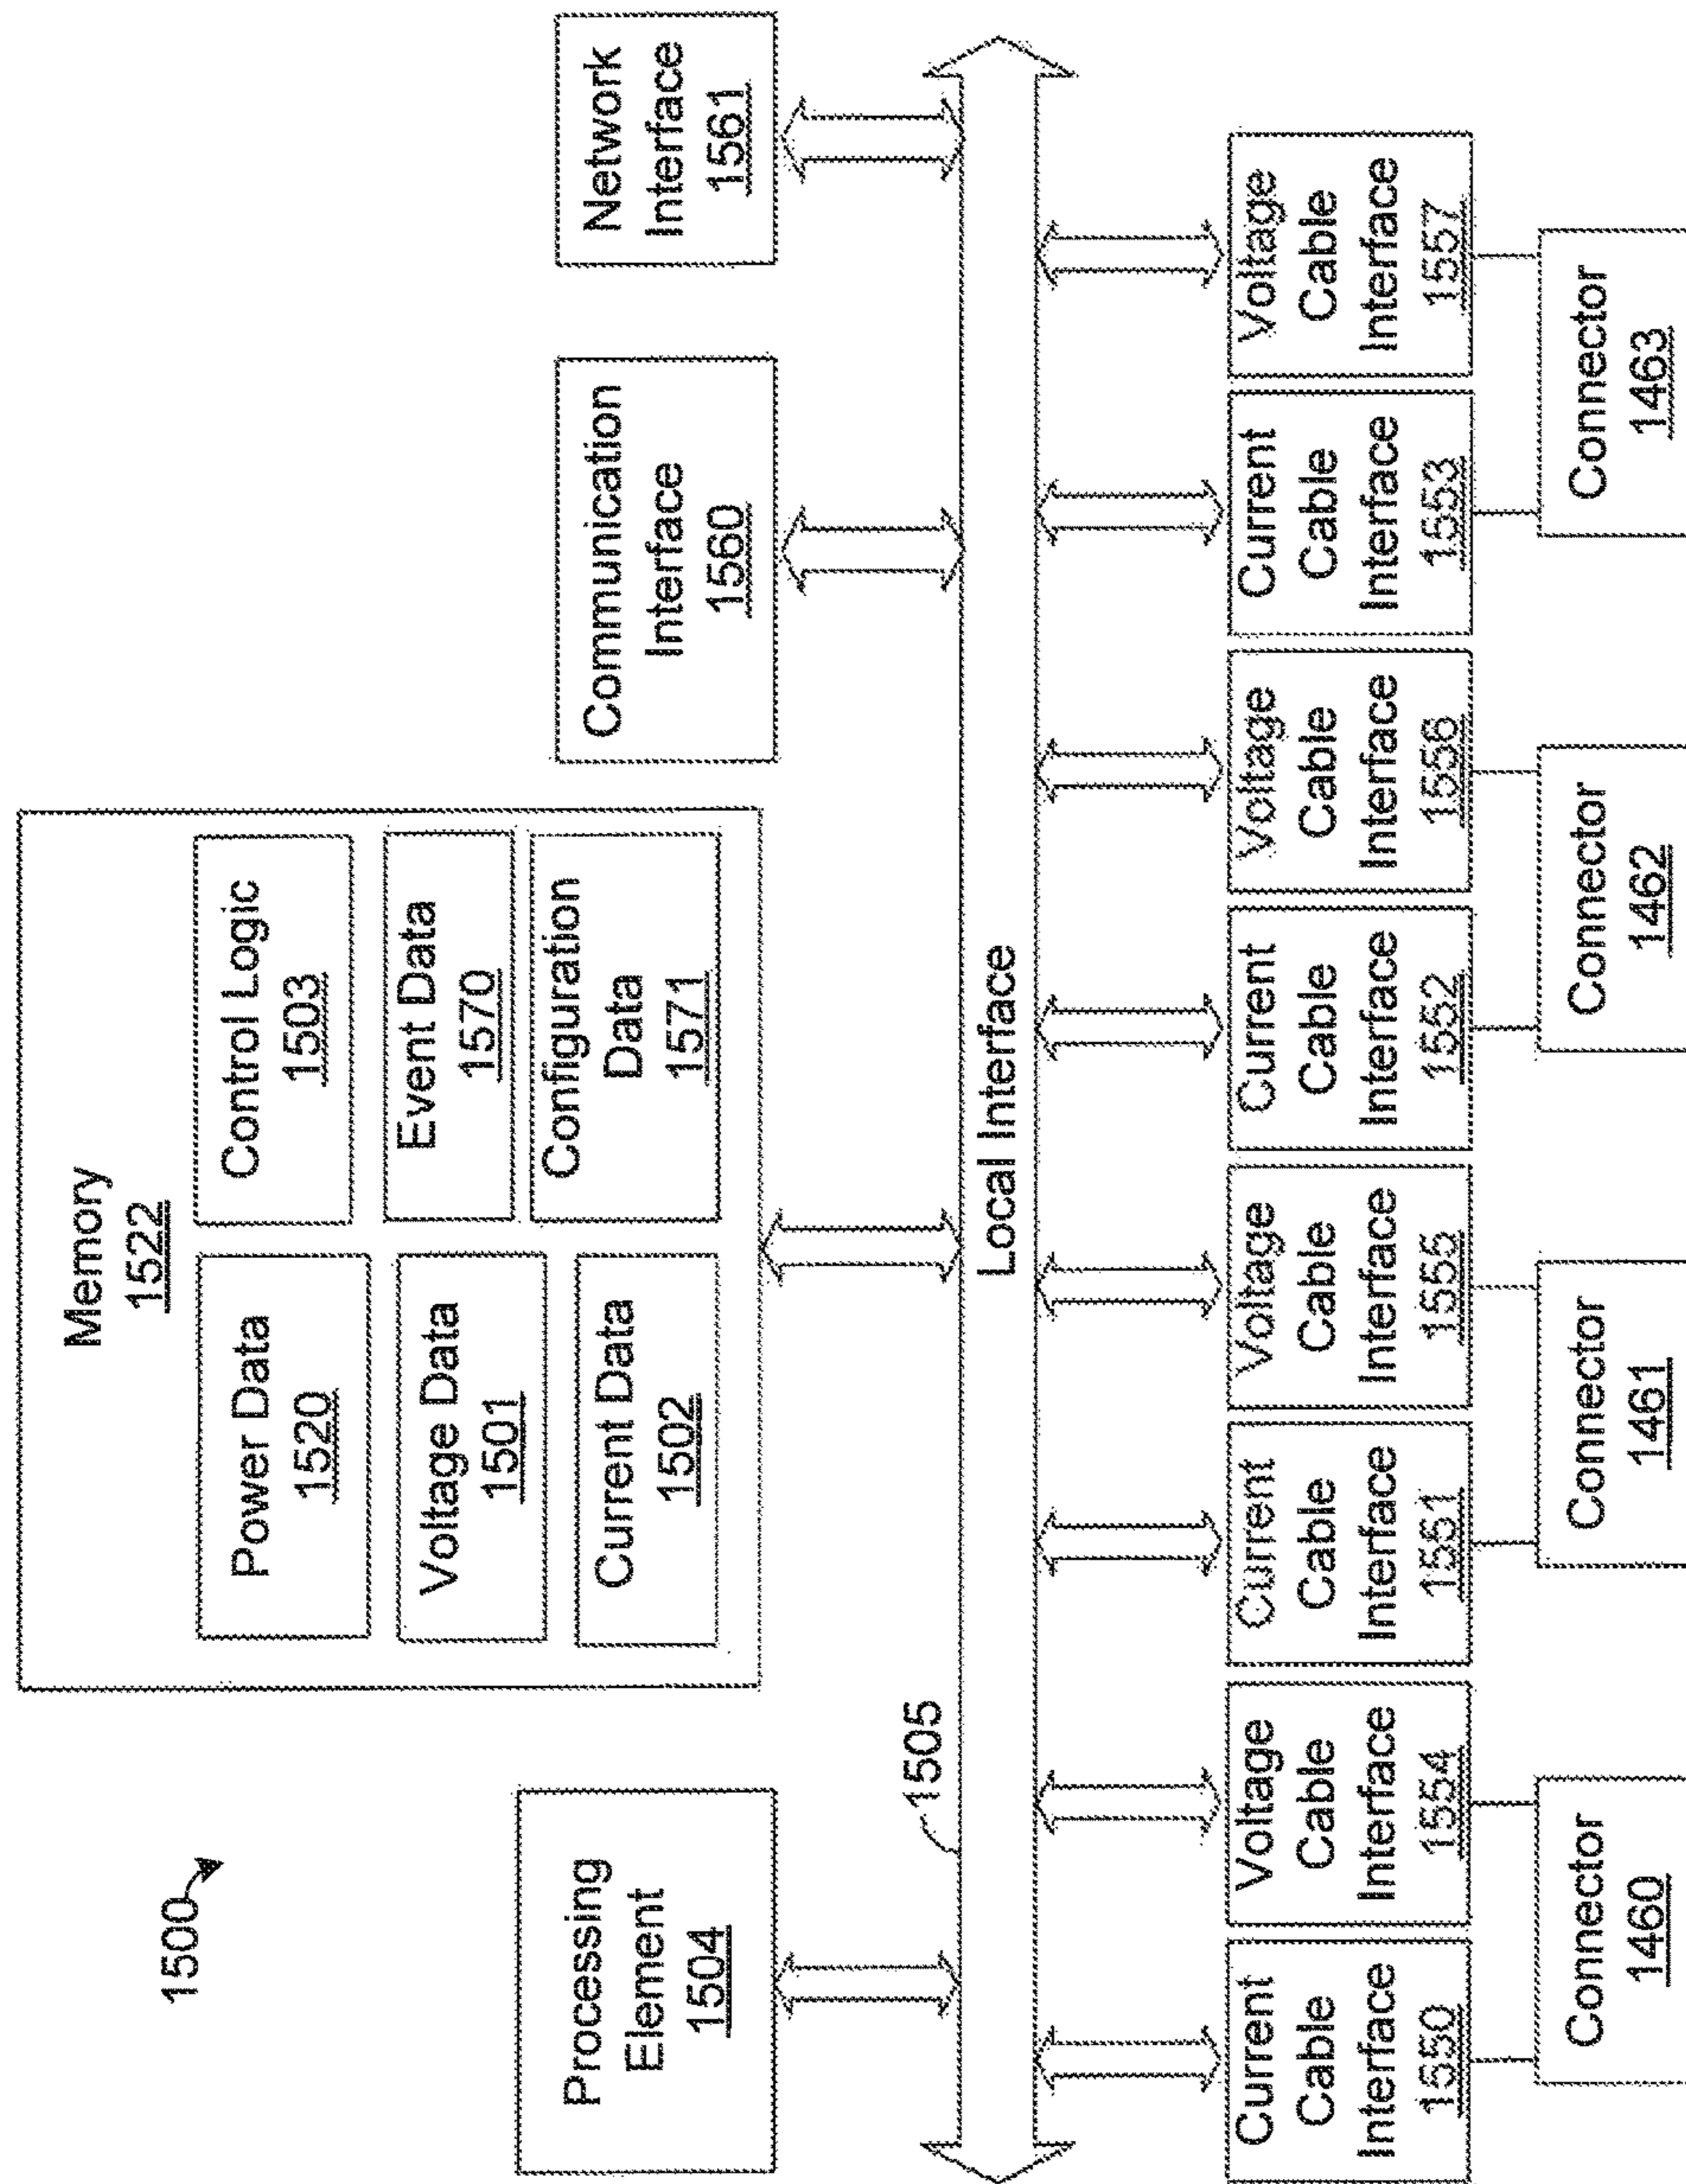 1500
Memory
1522
Power Data
1520
Control Logic
1503
Voltage Data
1501
Event Data
1570
Current Data
1502
Configuration
Data
1571
Processing
Element
1504
Communication
Interface
1560
Network
Interface
1561
1505
Local Interface
Current
Cable
Interface
1550
Voltage
Cable
Interface
1554
Current
Cable
Interface
1551
Voltage
Cable
Interface
1555
Current
Cable
Interface
1552
Voltage
Cable
Interface
1556
Current
Cable
Interface
1553
Voltage
Cable
Interface
1557
Connector
1460
Connector
1461
Connector
1462
Connector
1463